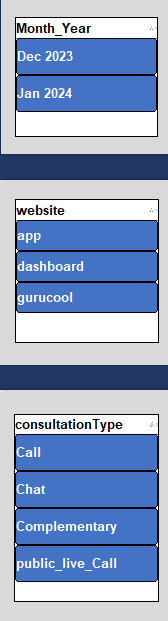 Month_Year
Dec 2023
Jan 2024
website
app
dashboard
gurucool
consultationType
Call
Chat
Complementary
public_live_Call